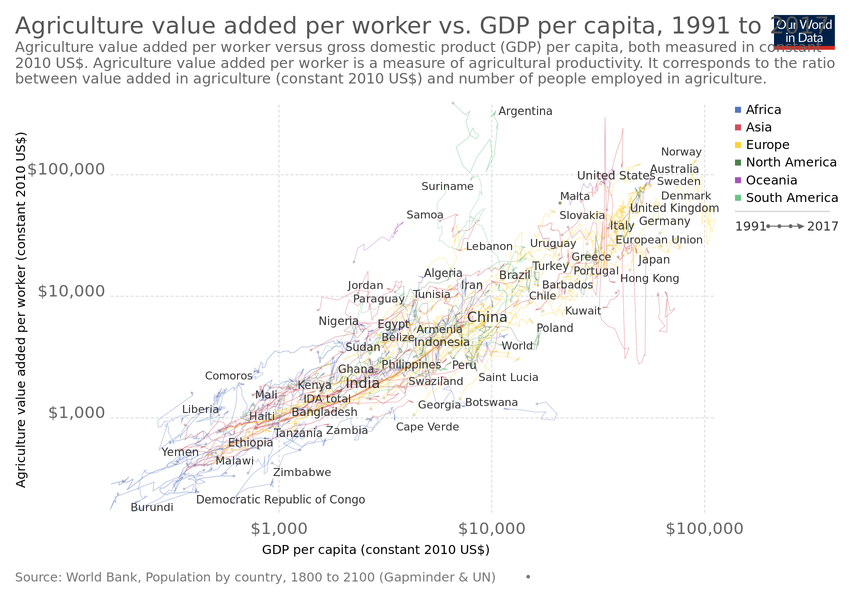 Agriculture value added per worker vs. GDP per capita, 1991 to 2017
Our World
in Data
Agriculture value added per worker versus gross domestic product (GDP) per capita, both measured in constant
2010 US$. Agriculture value added per worker is a measure of agricultural productivity. It corresponds to the ratio
between value added in agriculture (constant 2010 US$) and number of people employed in agriculture.
Agriculture value added per worker (constant 2010 US$)
$100,000
$10,000
$1,000
Argentina
Norway
Australia
United States
Sweden
Suriname
Malta
Denmark
United Kingdom
Samoa
Slovakia
Germany
Italy
European Union
Lebanon
Uruguay
Greece
Japan
Turkey
Portugal
Algeria
Brazil
Hong Kong
Jordan
Iran
Barbados
Paraguay
Tunisia
Chile
Kuwait
Nigeria
Egypt
China
Armenia
Poland
Belize
Indonesia
World
Sudan
Philippines
Peru
Ghana
Comoros
India
Swaziland
Saint Lucia
Kenya
Mali
IDA total
Georgia
Botswana
Liberia
Haiti
Bangladesh
Tanzania
Zambia
Cape Verde
Ethiopia
Yemen
Malawi
Zimbabwe
Democratic Republic of Congo
Burundi
Africa
Asia
Europe
North America
Oceania
South America
1991
2017
$1,000
$10,000
$100,000
GDP per capita (constant 2010 US$)
Source: World Bank, Population by country, 1800 to 2100 (Gapminder & UN) •